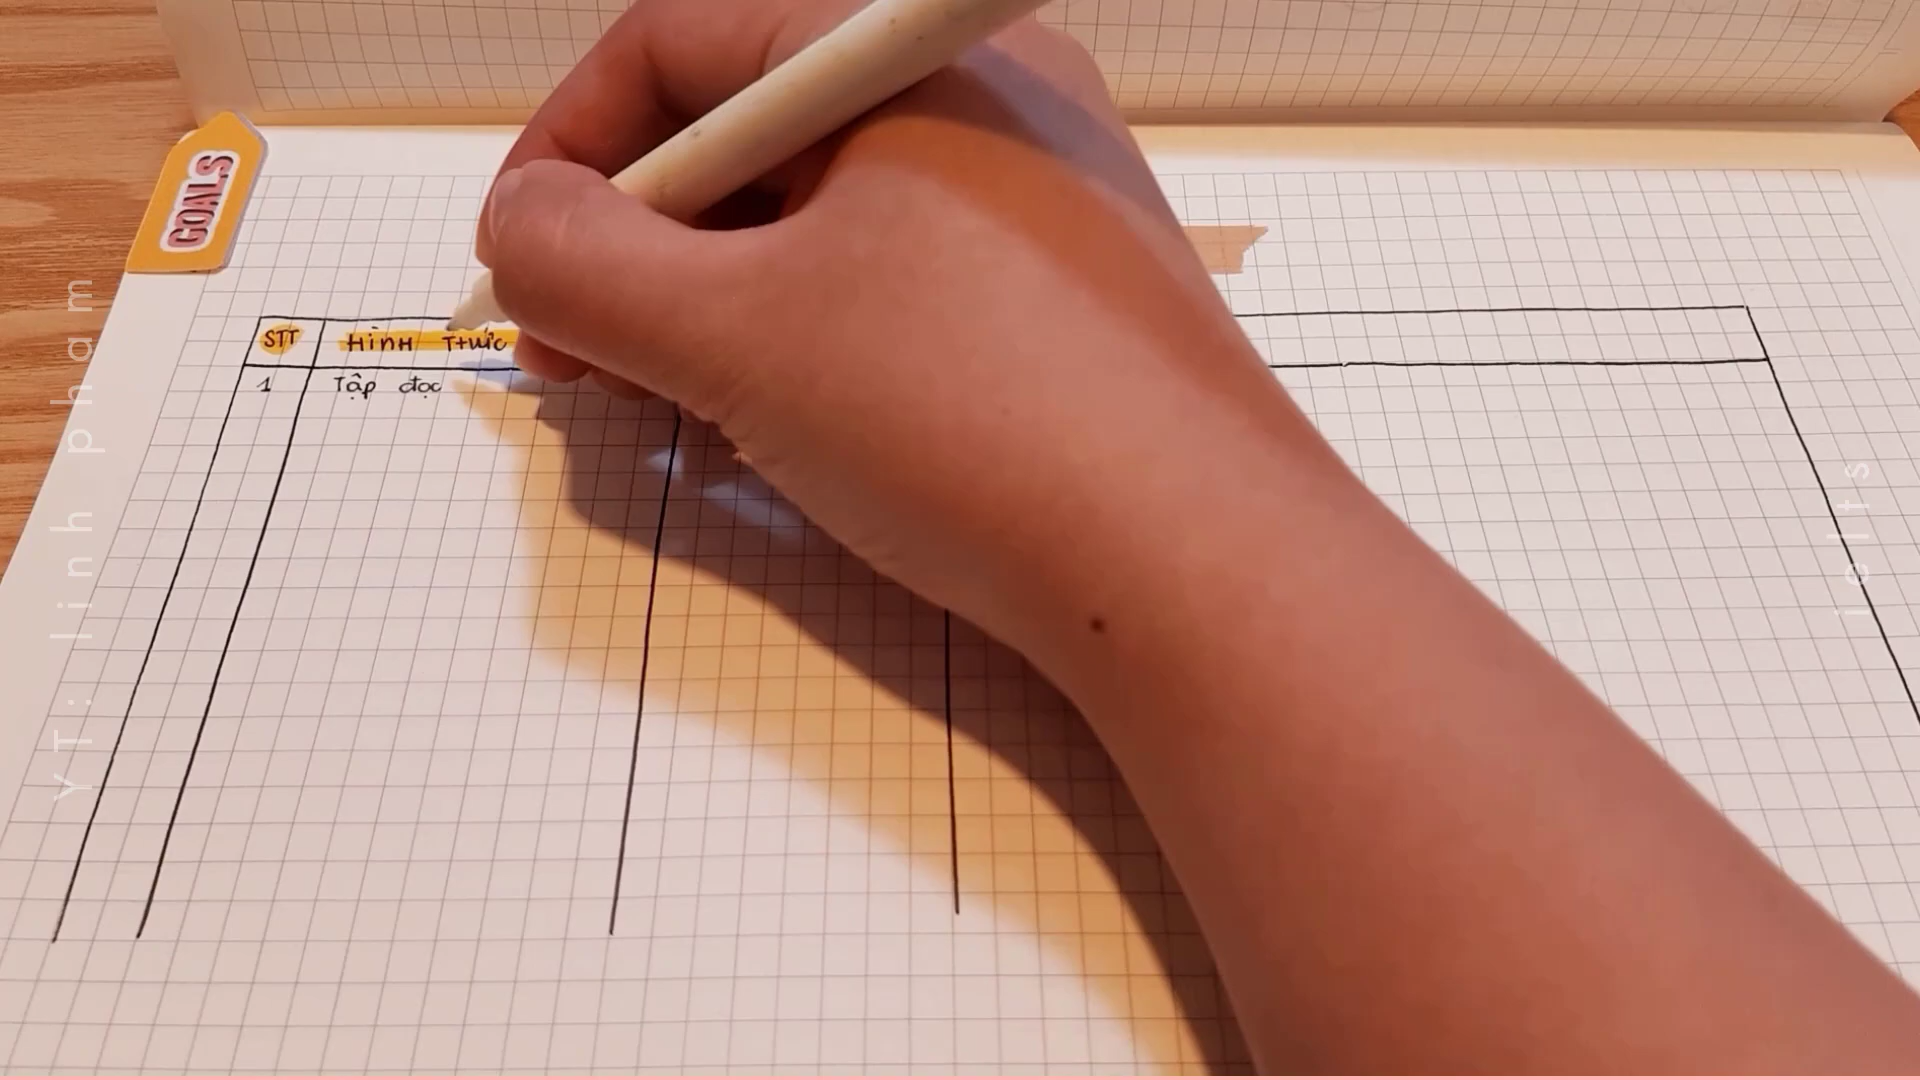 GOALS
STT Hình Thức
1 Tập đọc
YT: linh pham
ielts